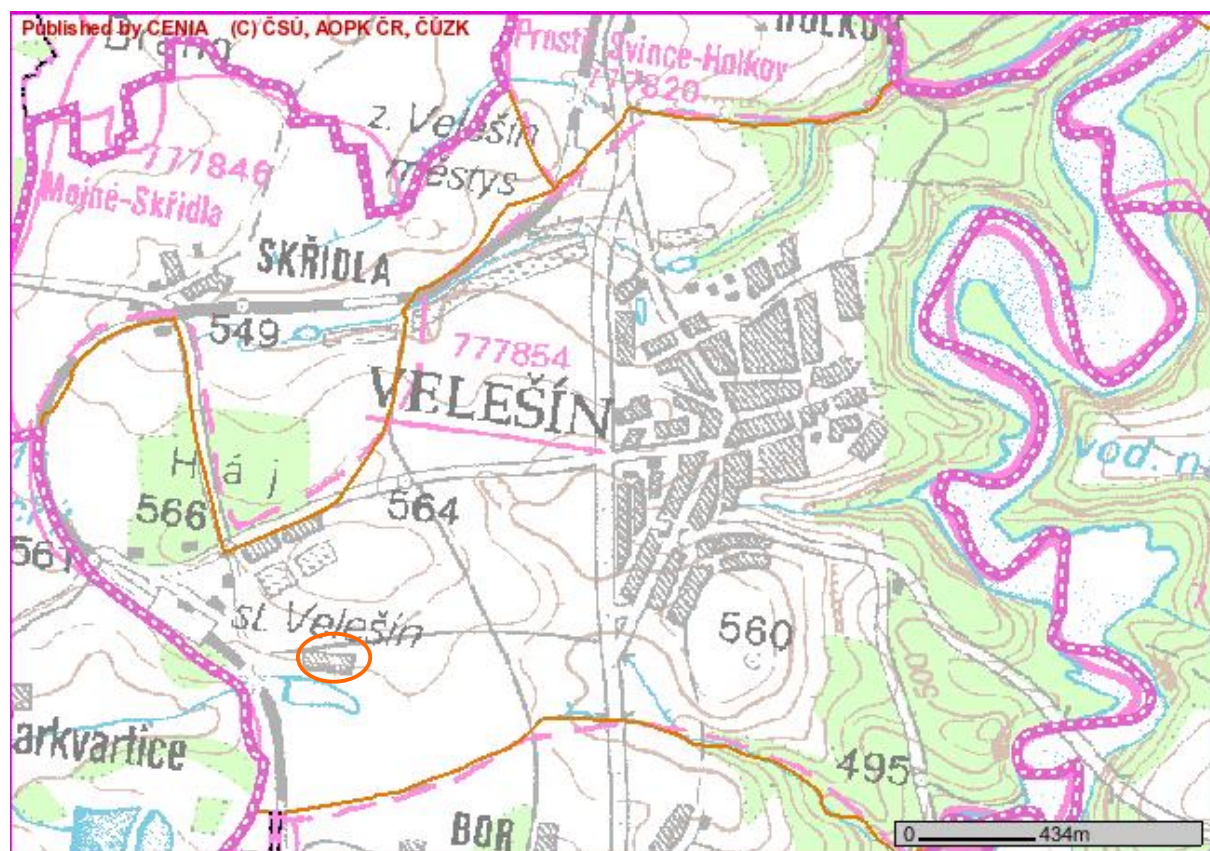 Published by CENIA (C) ČSÚ, AOPK ČR, ČÚZK
Prostř. Svince-Holkov
777820
z. Velešín
městys
777846
Mojné-Skřidla
SKŘIDLA
549
777854
VELEŠÍN
Háj
566
564
561
vod. n
st. Velešín
560
500
arkvartice
495
BOR
0 434m